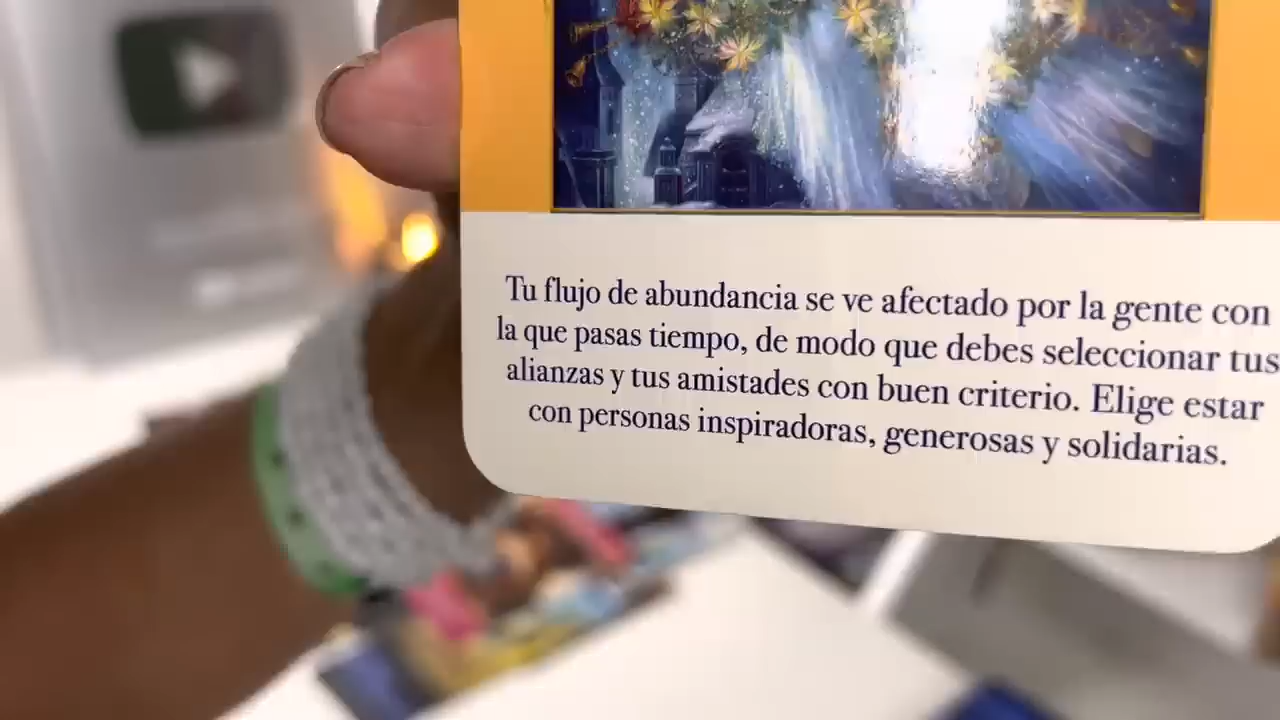 Tu flujo de abundancia se ve afectado por la gente con
la que pasas tiempo, de modo que debes seleccionar tus
alianzas y tus amistades con buen criterio. Elige estar
con personas inspiradoras, generosas y solidarias.